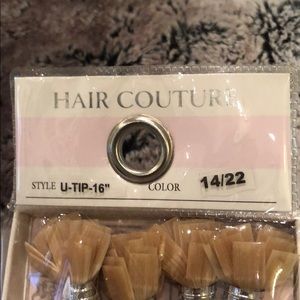 HAIR COUTURE
STYLE U-TIP-16" COLOR 14/22